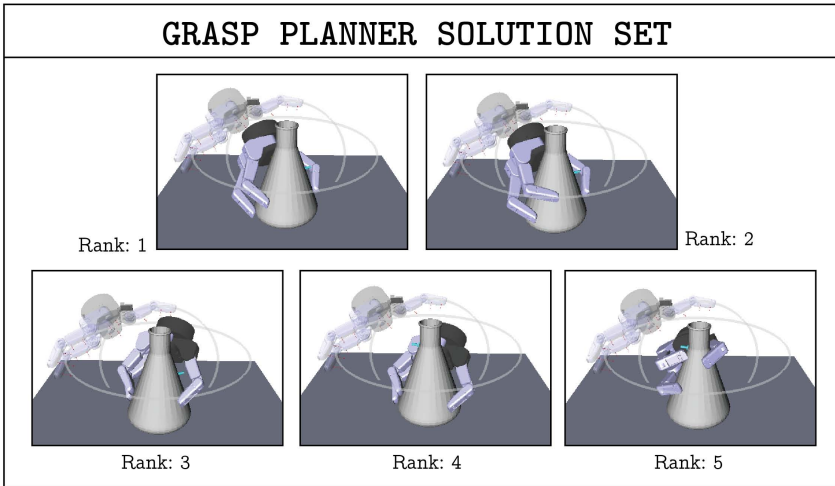 GRASP PLANNER SOLUTION SET
Rank: 1
Rank: 2
Rank: 3
Rank: 4
Rank: 5